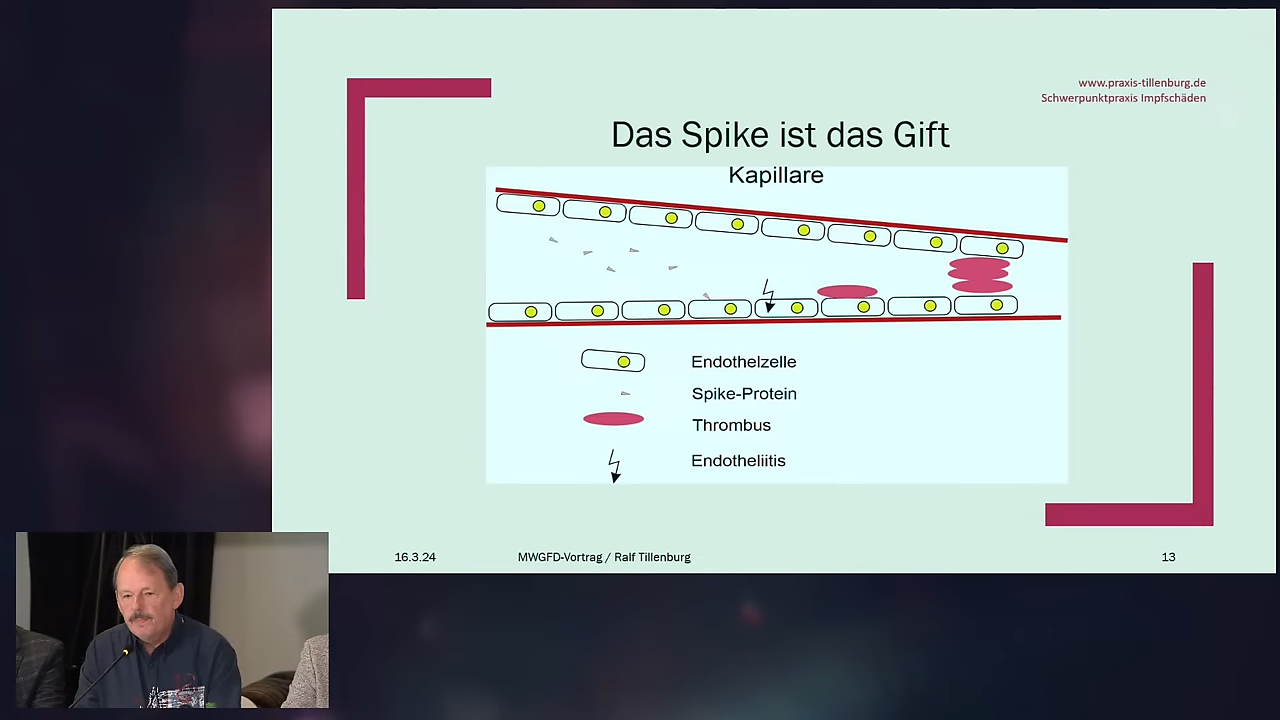 www.praxis-tillenburg.de
Schwerpunktpraxis Impfschäden
Das Spike ist das Gift
Kapillare
Endothelzelle
Spike-Protein
Thrombus
Endotheliitis
16.3.24
MWGFD-Vortrag / Ralf Tillenburg
13